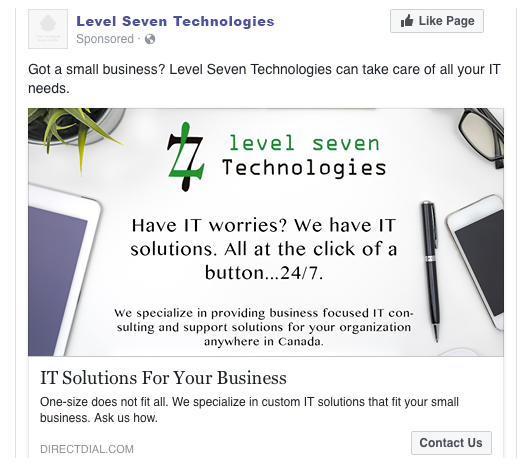 Level Seven Technologies
Like Page
Sponsored ·
Got a small business? Level Seven Technologies can take care of all your IT
needs.
level seven
Technologies
Have IT worries? We have IT
solutions. All at the click of a
button...24/7.
We specialize in providing business focused IT con-
sulting and support solutions for your organization
anywhere in Canada.
IT Solutions For Your Business
One-size does not fit all. We specialize in custom IT solutions that fit your small
business. Ask us how.
DIRECTDIAL.COM
Contact Us